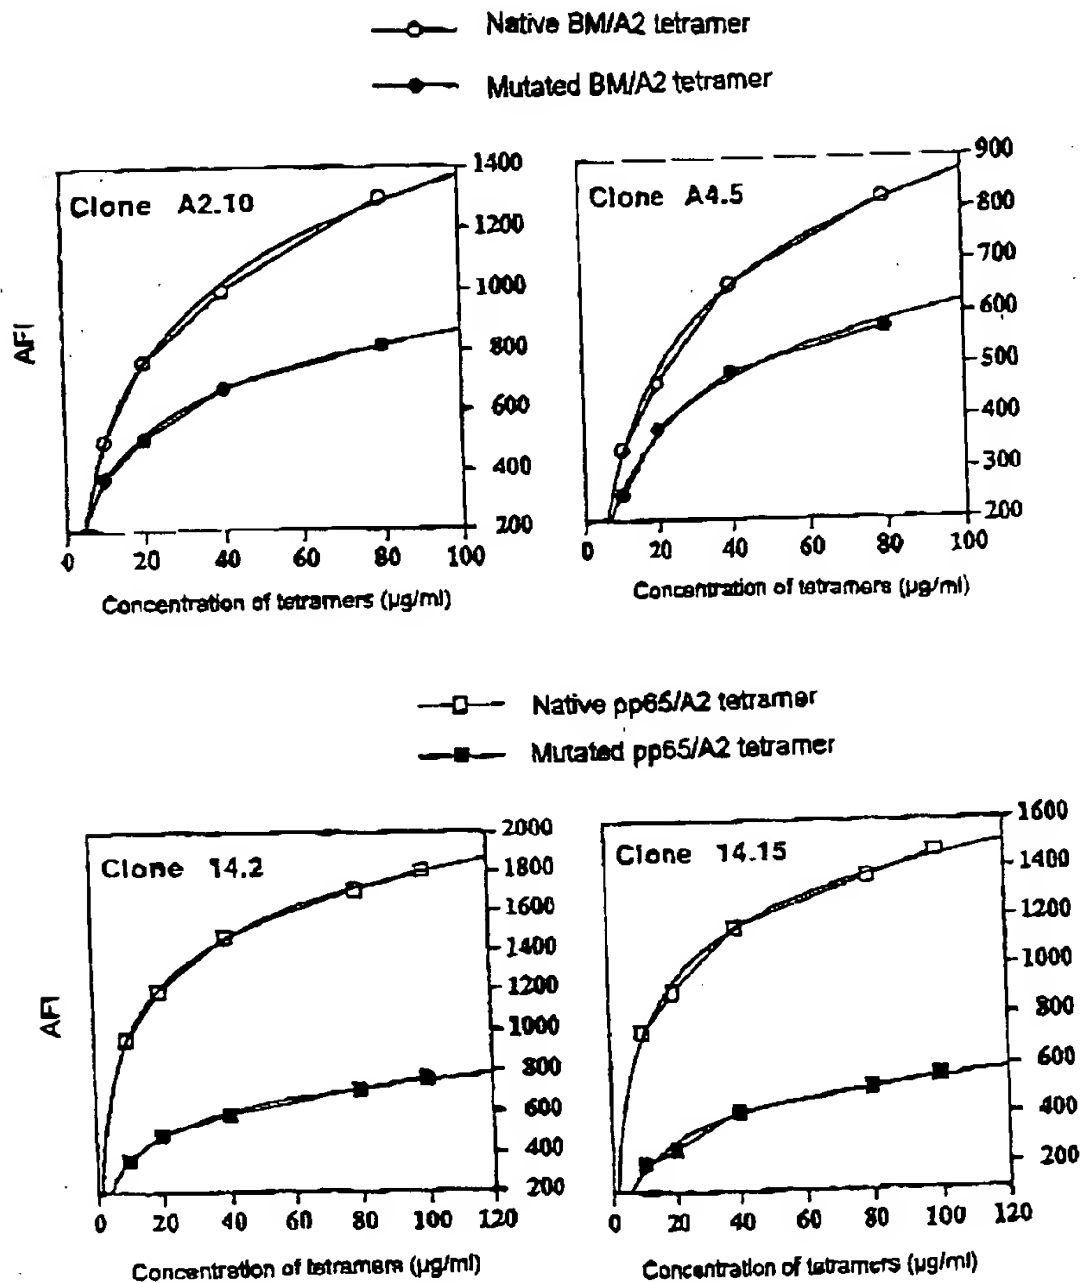 Native BM/A2 tetramer
Mutated BM/A2 tetramer
Clone A2.10
AFI
1400
1200
1000
800
600
400
200
0 20 40 60 80 100
Concentration of tetramers (µg/ml)
Clone A4.5
900
800
700
600
500
400
300
200
0 20 40 60 80 100
Concentration of tetramers (µg/ml)
Native pp65/A2 tetramer
Mutated pp65/A2 tetramer
Clone 14.2
AFI
2000
1800
1600
1400
1200
1000
800
600
400
200
0 20 40 60 80 100 120
Concentration of tetramers (µg/ml)
Clone 14.15
1600
1400
1200
1000
800
600
400
200
0 20 40 60 80 100 120
Concentration of tetramers (µg/ml)